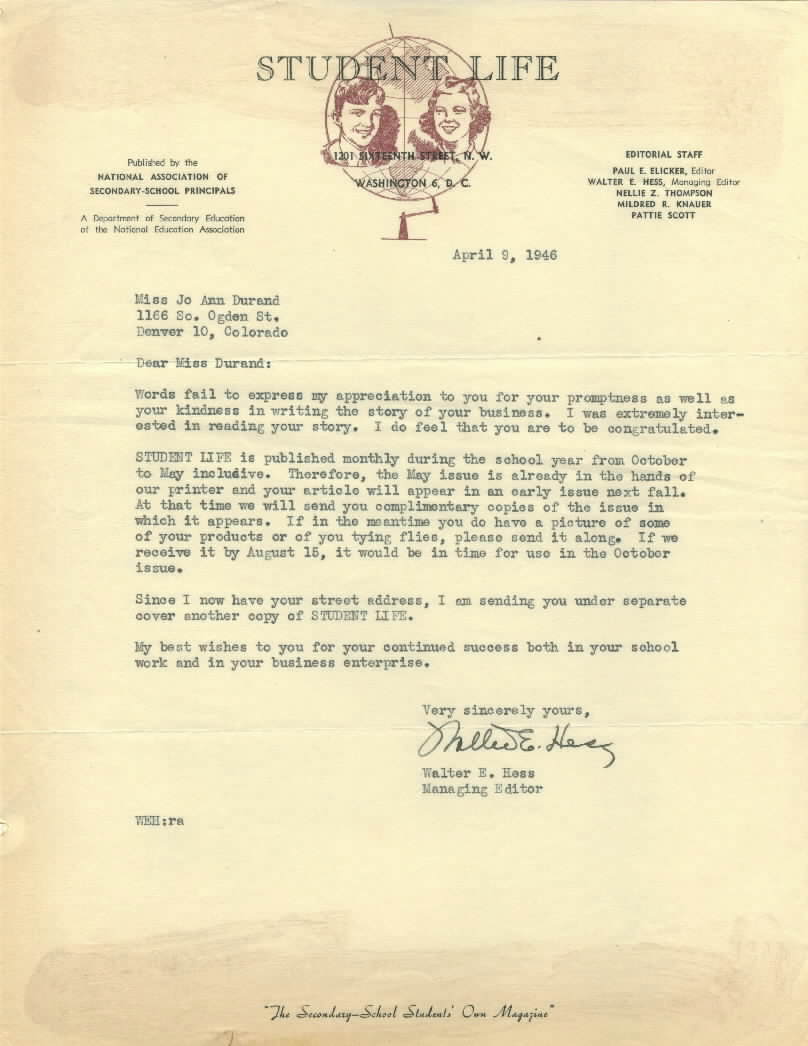 STUDENT LIFE
1201 SIXTEENTH STREET, N. W.
WASHINGTON 6, D. C.
Published by the
NATIONAL ASSOCIATION OF
SECONDARY-SCHOOL PRINCIPALS
A Department of Secondary Education
of the National Education Association
EDITORIAL STAFF
PAUL E. ELICKER, Editor
WALTER E. HESS, Managing Editor
NELLIE Z. THOMPSON
MILDRED R. KNAUER
PATTIE SCOTT
April 9, 1946
Miss Jo Ann Durand
1166 So. Ogden St.
Denver 10, Colorado
Dear Miss Durand:
Words fail to express my appreciation to you for your promptness as well as
your kindness in writing the story of your business. I was extremely inter-
ested in reading your story. I do feel that you are to be congratulated.
STUDENT LIFE is published monthly during the school year from October
to May includive. Therefore, the May issue is already in the hands of
our printer and your article will appear in an early issue next fall.
At that time we will send you complimentary copies of the issue in
which it appears. If in the meantime you do have a picture of some
of your products or of you tying flies, please send it along. If we
receive it by August 15, it would be in time for use in the October
issue.
Since I now have your street address, I am sending you under separate
cover another copy of STUDENT LIFE.
My best wishes to you for your continued success both in your school
work and in your business enterprise.
Very sincerely yours,
Walter E. Hess
Walter E. Hess
Managing Editor
WEH:ra
"The Secondary-School Students' Own Magazine"